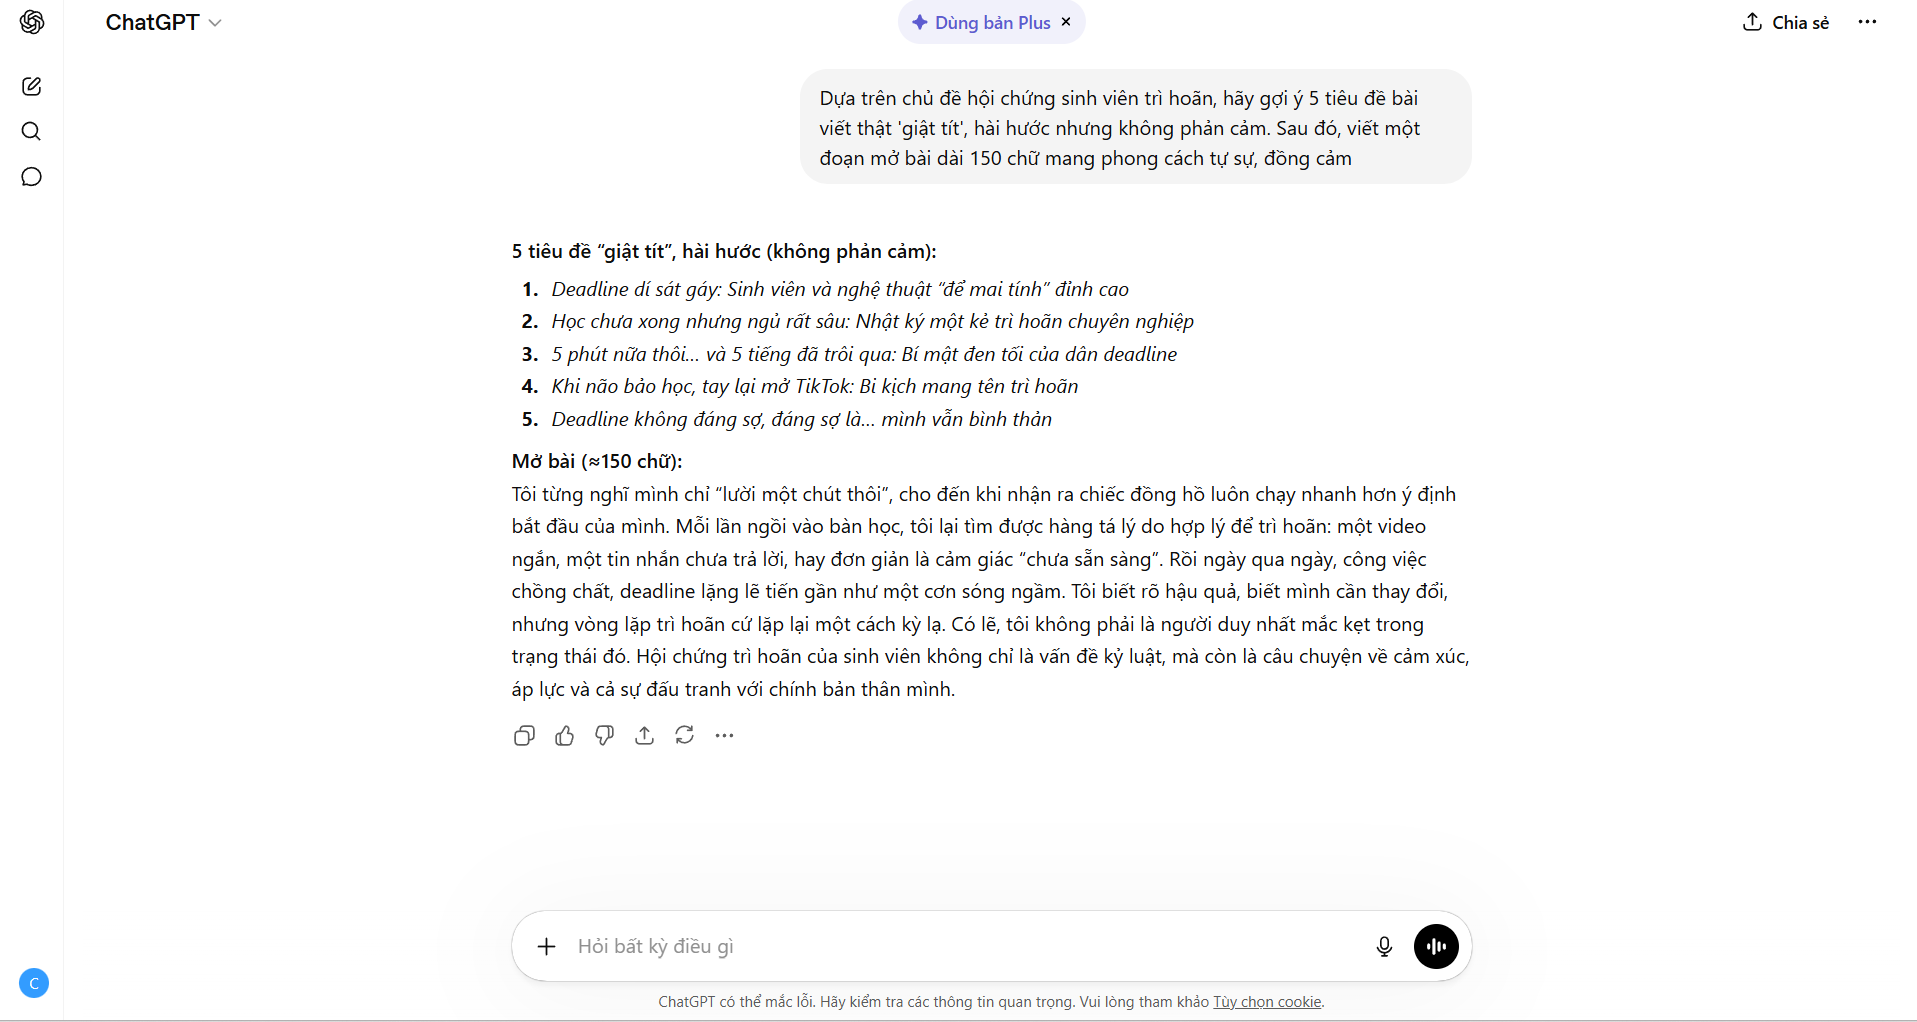 ChatGPT
Dùng bản Plus
Chia sẻ
Dựa trên chủ đề hội chứng sinh viên trì hoãn, hãy gợi ý 5 tiêu đề bài
viết thật 'giật tít', hài hước nhưng không phản cảm. Sau đó, viết một
đoạn mở bài dài 150 chữ mang phong cách tự sự, đồng cảm
5 tiêu đề “giật tít”, hài hước (không phản cảm):
1. Deadline dí sát gáy: Sinh viên và nghệ thuật “để mai tính” đỉnh cao
2. Học chưa xong nhưng ngủ rất sâu: Nhật ký một kẻ trì hoãn chuyên nghiệp
3. 5 phút nữa thôi… và 5 tiếng đã trôi qua: Bí mật đen tối của dân deadline
4. Khi não bảo học, tay lại mở TikTok: Bi kịch mang tên trì hoãn
5. Deadline không đáng sợ, đáng sợ là… mình vẫn bình thản
Mở bài (≈150 chữ):
Tôi từng nghĩ mình chỉ “lười một chút thôi”, cho đến khi nhận ra chiếc đồng hồ luôn chạy nhanh hơn ý định
bắt đầu của mình. Mỗi lần ngồi vào bàn học, tôi lại tìm được hàng tá lý do hợp lý để trì hoãn: một video
ngắn, một tin nhắn chưa trả lời, hay đơn giản là cảm giác “chưa sẵn sàng”. Rồi ngày qua ngày, công việc
chồng chất, deadline lặng lẽ tiến gần như một cơn sóng ngầm. Tôi biết rõ hậu quả, biết mình cần thay đổi,
nhưng vòng lặp trì hoãn cứ lặp lại một cách kỳ lạ. Có lẽ, tôi không phải là người duy nhất mắc kẹt trong
trạng thái đó. Hội chứng trì hoãn của sinh viên không chỉ là vấn đề kỷ luật, mà còn là câu chuyện về cảm xúc,
áp lực và cả sự đấu tranh với chính bản thân mình.
Hỏi bất kỳ điều gì
C
ChatGPT có thể mắc lỗi. Hãy kiểm tra các thông tin quan trọng. Vui lòng tham khảo Tùy chọn cookie.